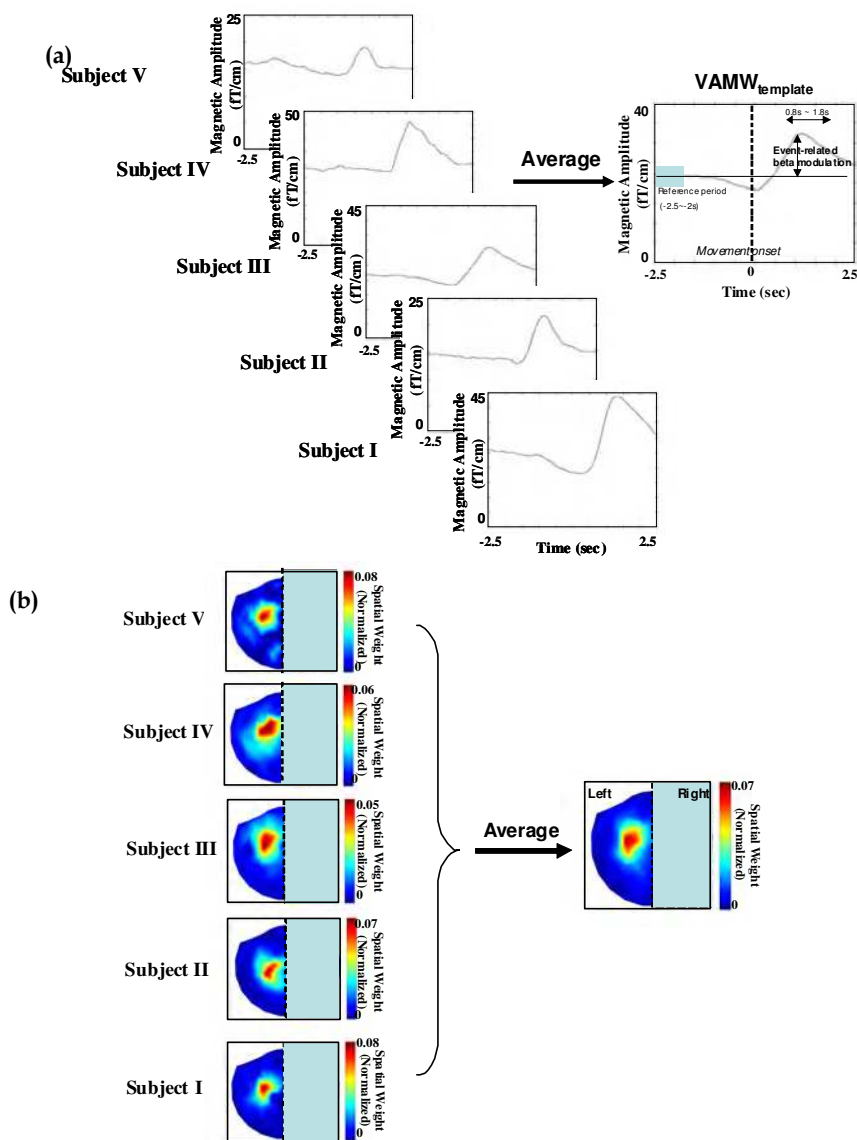 (a)
Subject V
Magnetic Amplitude
(fT/cm)
25
0
-2.5
Subject IV
Magnetic Amplitude
(fT/cm)
50
0
-2.5
Subject III
Magnetic Amplitude
(fT/cm)
45
0
-2.5
Subject II
Magnetic Amplitude
(fT/cm)
25
0
-2.5
Subject I
Magnetic Amplitude
(fT/cm)
45
0
-2.5
Time (sec)
2.5
Average
VAMWtemplate
Magnetic Amplitude
(fT/cm)
40
0.8s ~ 1.8s
Event-related
beta modulation
Reference period
(-2.5~-2s)
Movement onset
0
-2.5
0
2.5
Time (sec)
(b)
Subject V
0.08
0
Spatial Weight
(Normalized)
Subject IV
0.06
0
Spatial Weight
(Normalized)
Subject III
0.05
0
Spatial Weight
(Normalized)
Subject II
0.07
0
Spatial Weight
(Normalized)
Subject I
0.08
0
Spatial Weight
(Normalized)
Average
Left
Right
0.07
0
Spatial Weight
(Normalized)